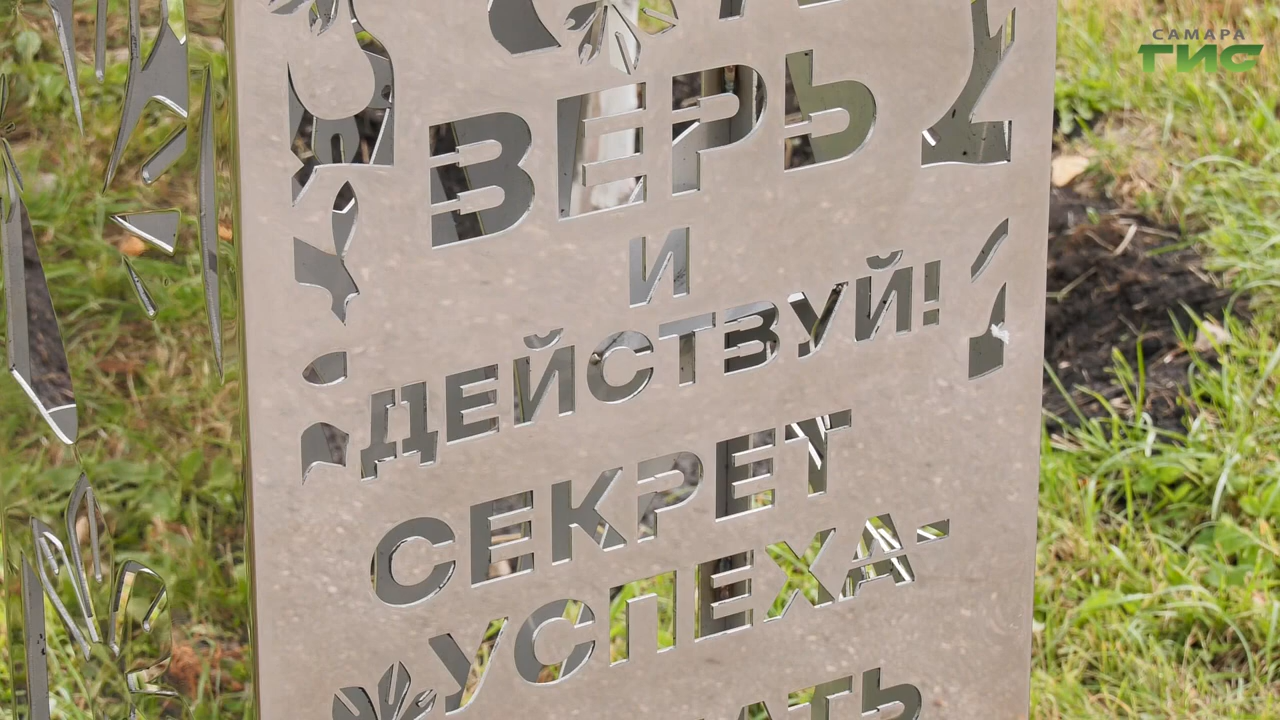 САМАРА
ГИС
ВЕРЬ
И
ДЕЙСТВУЙ!
СЕКРЕТ
УСПЕХА-